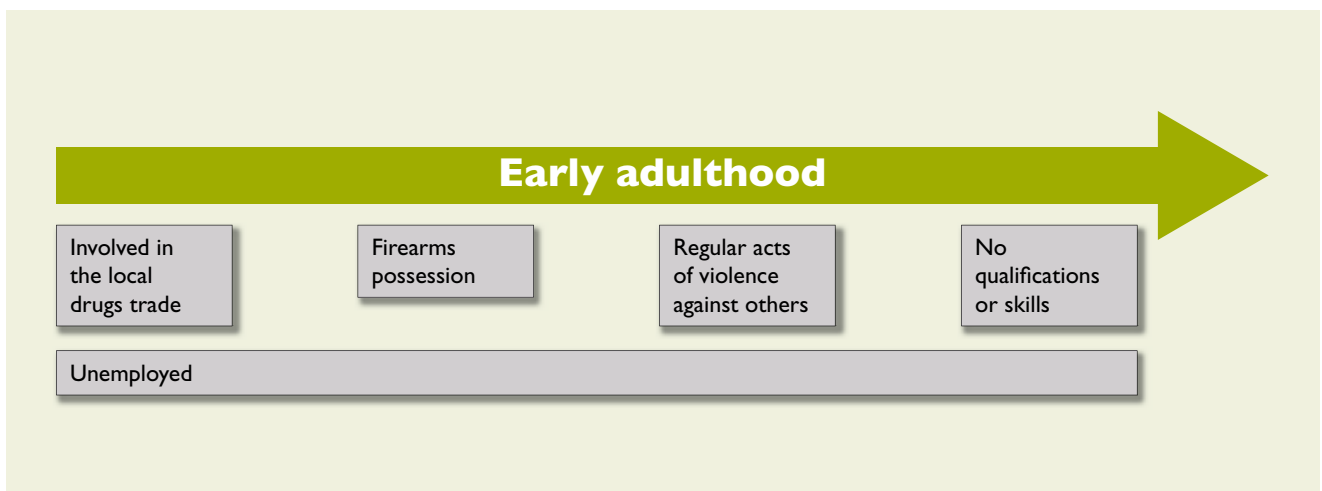 Early adulthood
Involved in
the local
drugs trade
Firearms
possession
Regular acts
of violence
against others
No
qualifications
or skills
Unemployed